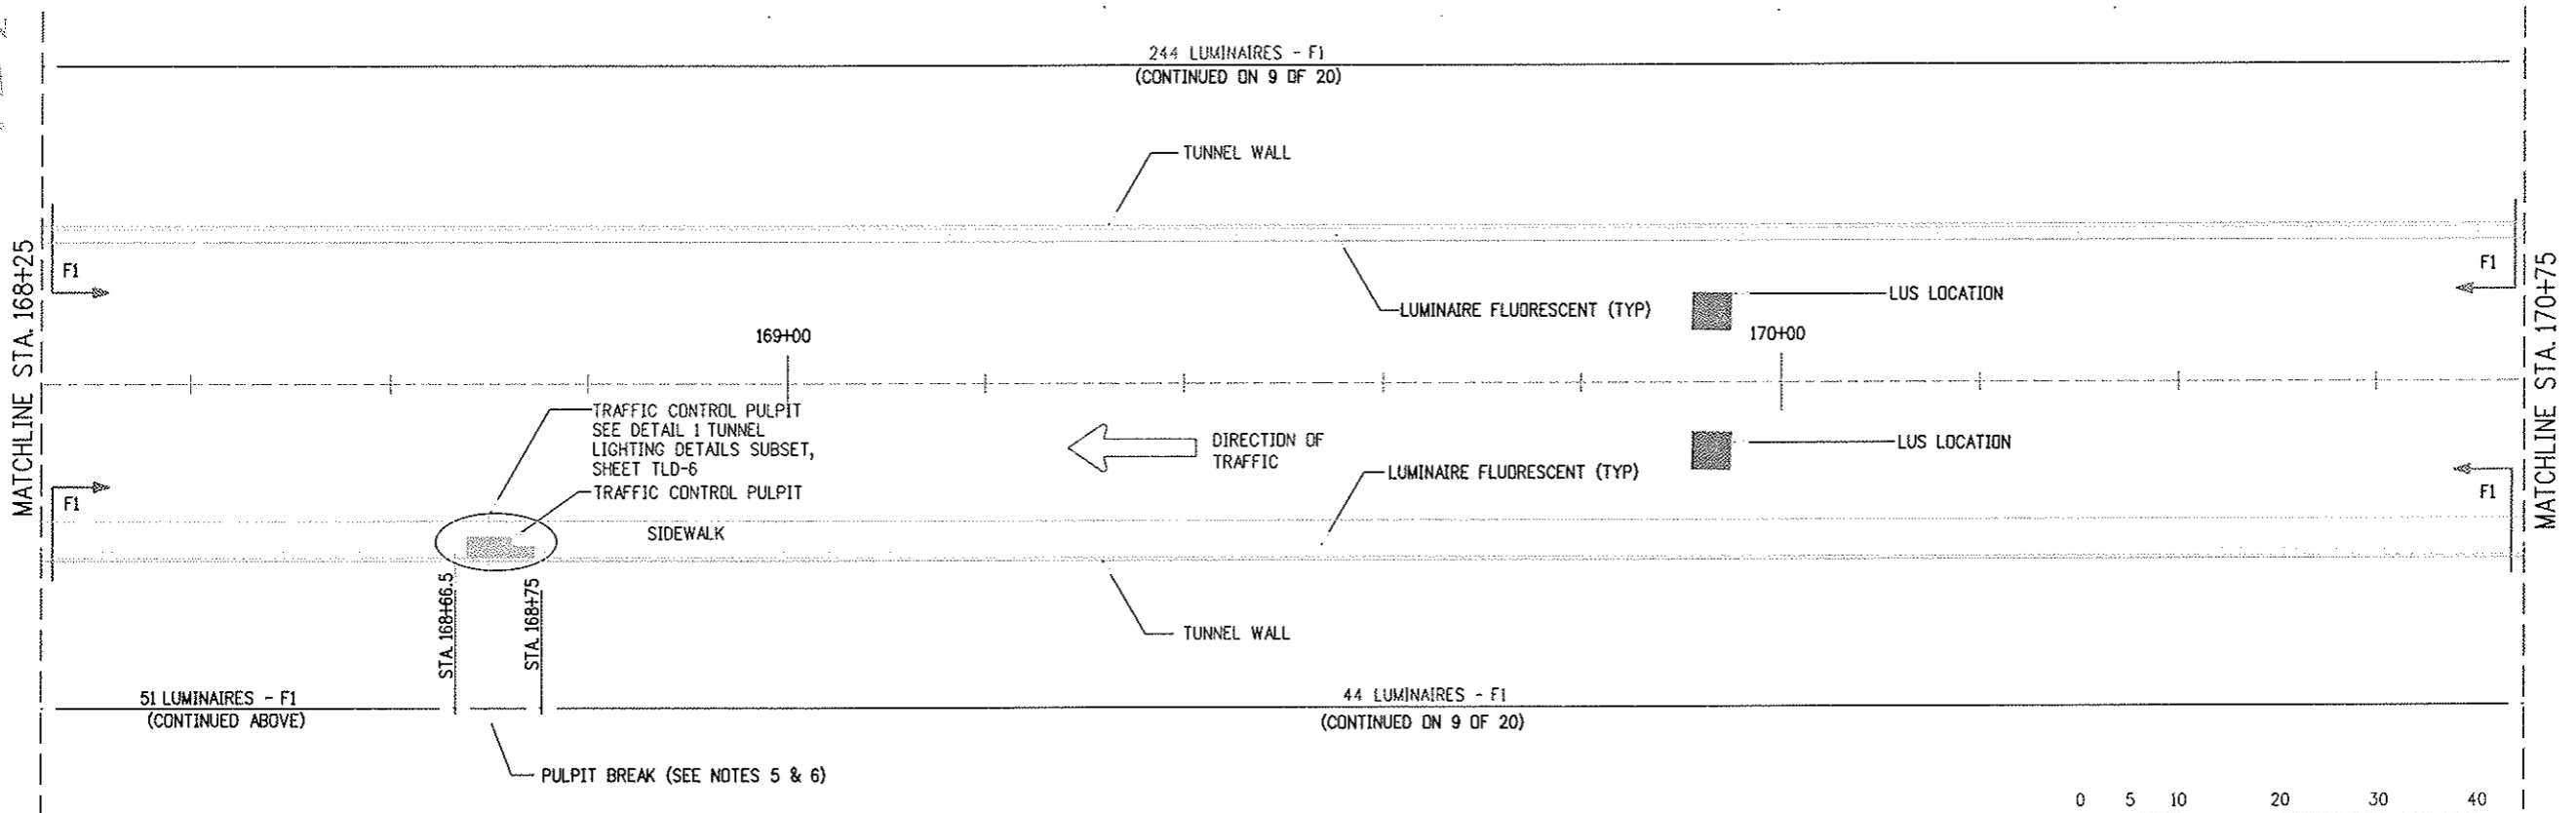 244 LUMINAIRES - F1
(CONTINUED ON 9 OF 20)
TUNNEL WALL
MATCHLINE STA. 168+25
F1
F1
MATCHLINE STA. 170+75
LUS LOCATION
LUMINAIRE FLUORESCENT (TYP)
169+00
170+00
TRAFFIC CONTROL PULPIT
SEE DETAIL 1 TUNNEL
LIGHTING DETAILS SUBSET,
SHEET TLD-6
TRAFFIC CONTROL PULPIT
DIRECTION OF
TRAFFIC
LUS LOCATION
LUMINAIRE FLUORESCENT (TYP)
F1
F1
SIDEWALK
STA. 168+66.5
STA. 168+75
TUNNEL WALL
51 LUMINAIRES - F1
(CONTINUED ABOVE)
44 LUMINAIRES - F1
(CONTINUED ON 9 OF 20)
PULPIT BREAK (SEE NOTES 5 & 6)
0 5 10 20 30 40